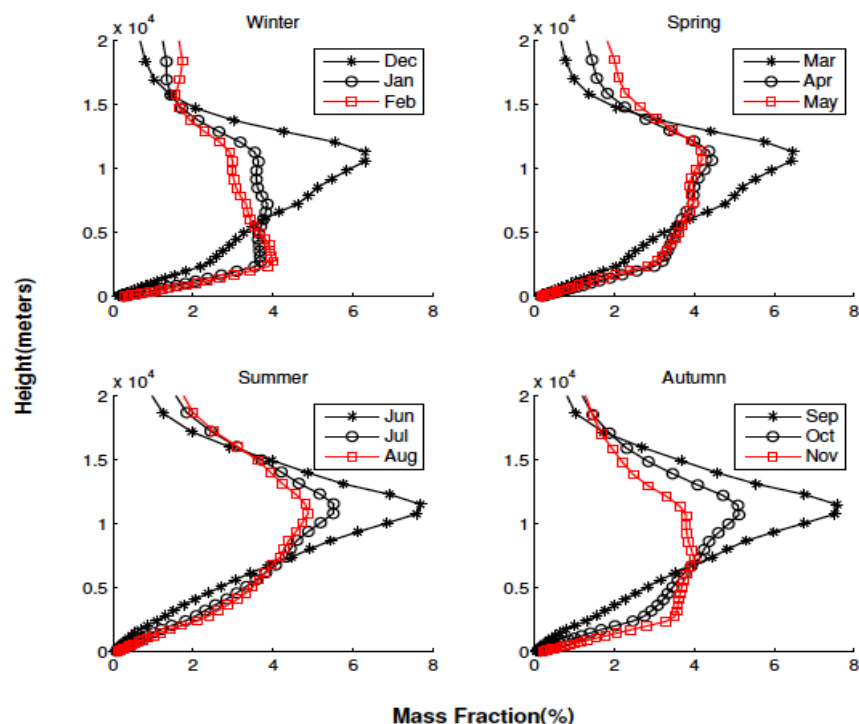 x 10^4
Winter
2
1.5
1
0.5
0
0 2 4 6 8
Dec
Jan
Feb
x 10^4
Spring
2
1.5
1
0.5
0
0 2 4 6 8
Mar
Apr
May
Height(meters)
x 10^4
Summer
2
1.5
1
0.5
0
0 2 4 6 8
Jun
Jul
Aug
x 10^4
Autumn
2
1.5
1
0.5
0
0 2 4 6 8
Sep
Oct
Nov
Mass Fraction(%)